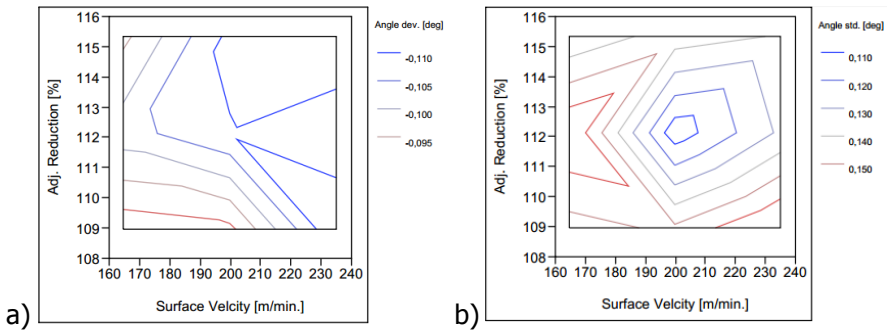 a)
Adj. Reduction [%]
116
115
114
113
112
111
110
109
108
160 170 180 190 200 210 220 230 240
Surface Velcity [m/min.]
Angle dev. [deg]
-0,110
-0,105
-0,100
-0,095
b)
Adj. Reduction [%]
116
115
114
113
112
111
110
109
108
160 170 180 190 200 210 220 230 240
Surface Velcity [m/min.]
Angle std. [deg]
0,110
0,120
0,130
0,140
0,150